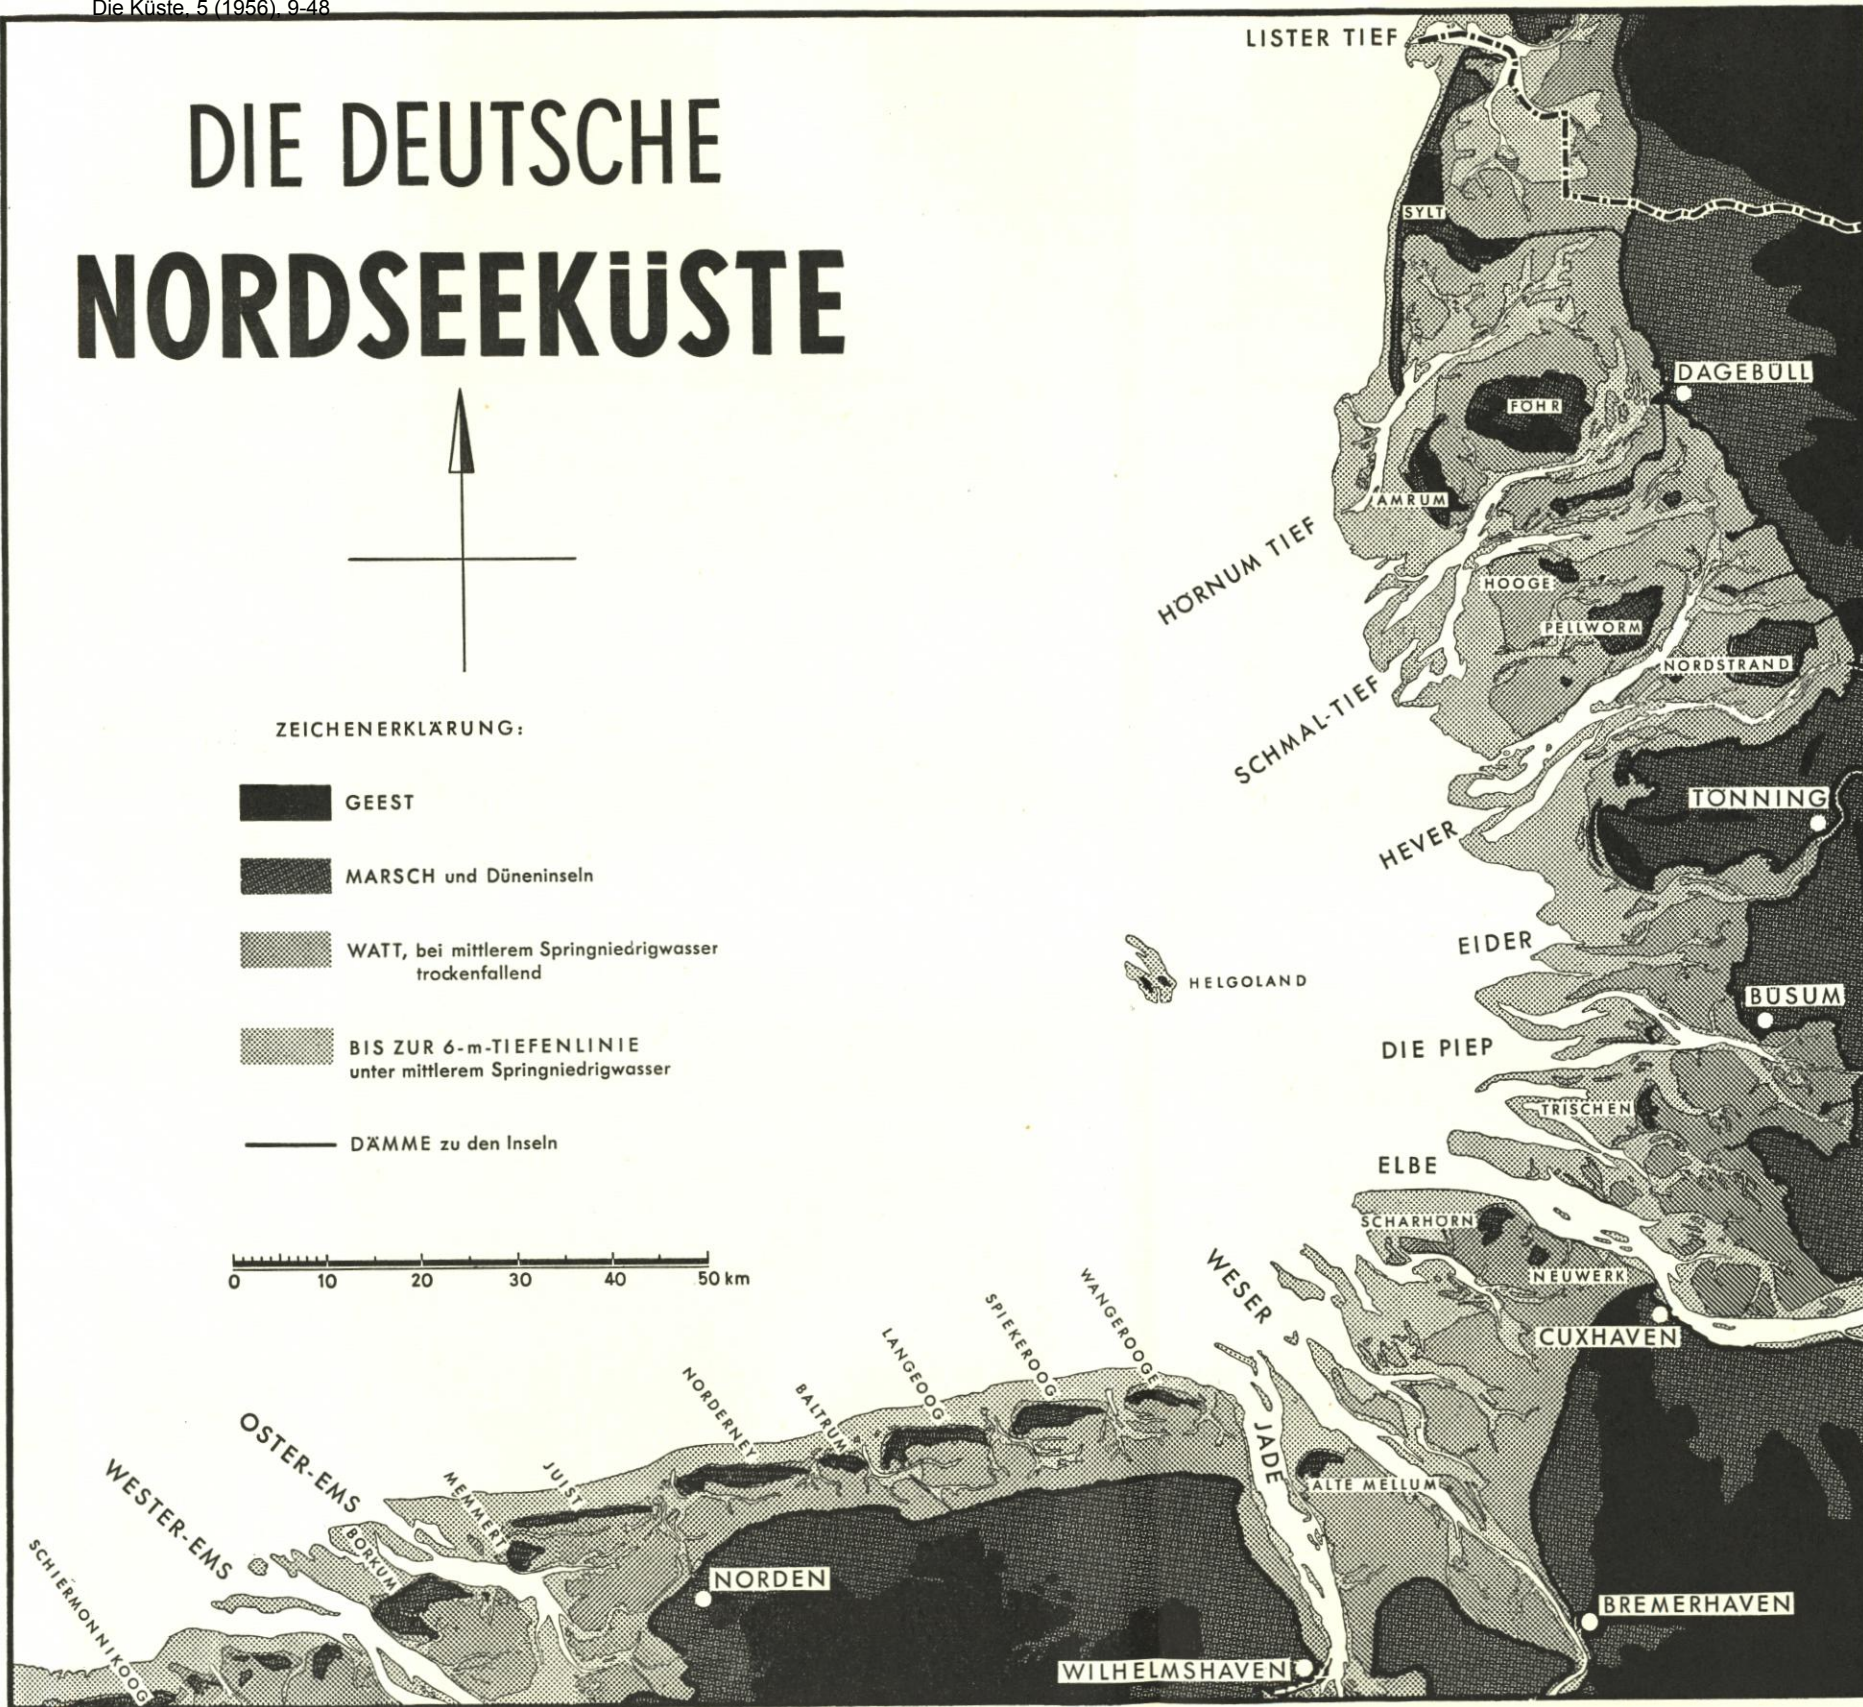 Die Küste, 5 (1956), 9-48
DIE DEUTSCHE
NORDSEEKÜSTE
ZEICHENERKLÄRUNG:
GEEST
MARSCH und Düneninseln
WATT, bei mittlerem Springniedrigwasser
trockenfallend
BIS ZUR 6-m-TIEFENLINIE
unter mittlerem Springniedrigwasser
DÄMME zu den Inseln
0 10 20 30 40 50 km
LISTER TIEF
SYLT
DAGEBÜLL
FÖHR
AMRUM
HÖRNUM TIEF
HOOGE
PELLWORM
NORDSTRAND
SCHMAL-TIEF
TÖNNING
HEVER
EIDER
HELGOLAND
BÜSUM
DIE PIEP
TRISCHEN
ELBE
SCHARHÖRN
NEUWERK
CUXHAVEN
WESER
WANGEROOGE
SPIEKEROOG
LANGEOOG
BALTRUM
NORDERNEY
JUIST
MEMMERT
OSTER-EMS
WESTER-EMS
BORKUM
SCHIERMONNIKOOG
JADE
ALTE MELLUM
NORDEN
BREMERHAVEN
WILHELMSHAVEN